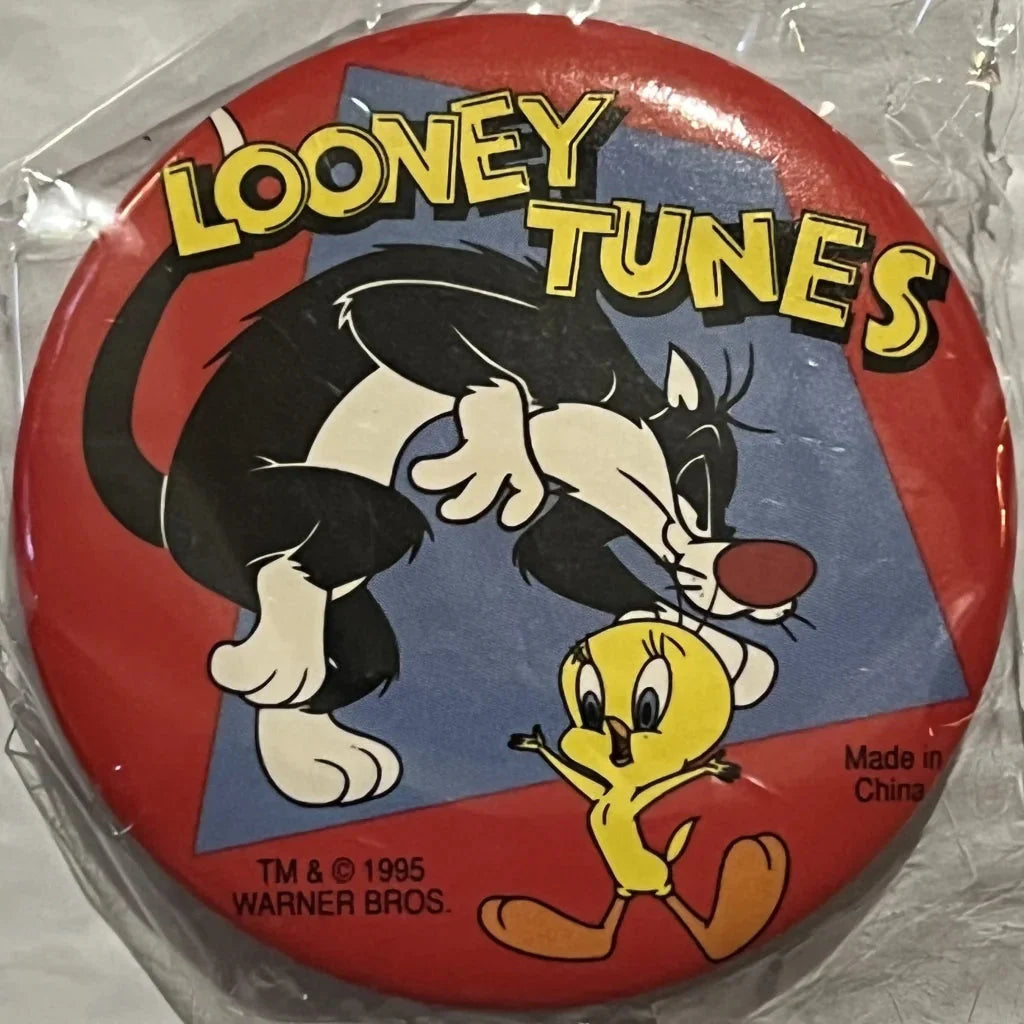 LOONEY
TUNES
Made in
China
TM & © 1995
WARNER BROS.